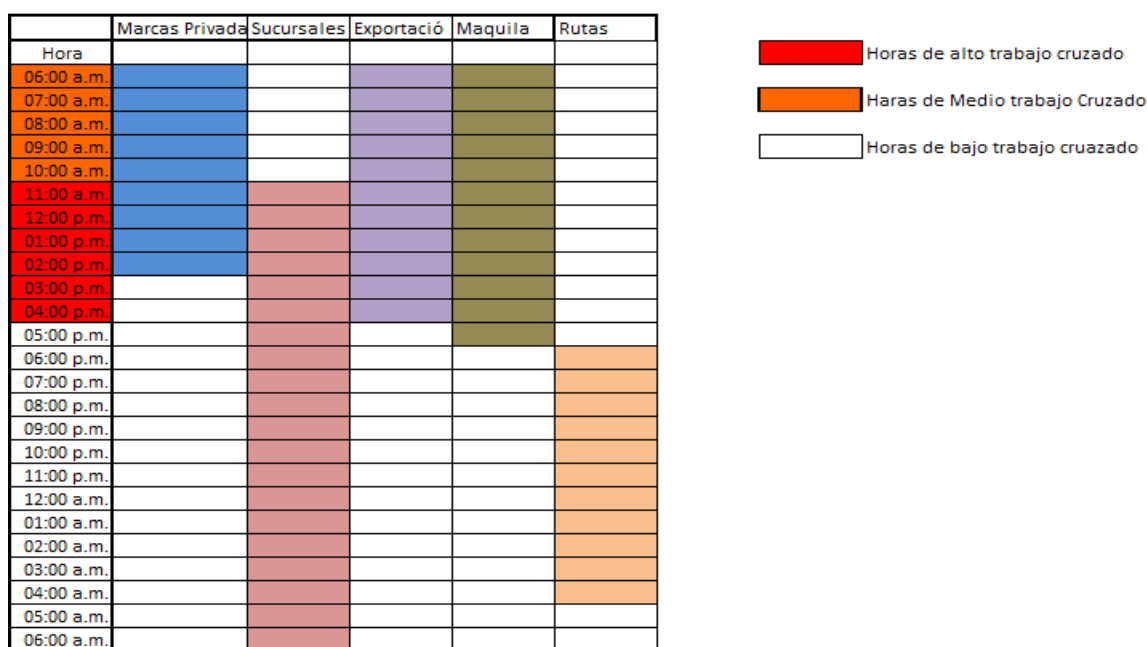 Marcas Privada Sucursales Exportació Maquila Rutas
Hora
06:00 a.m.
07:00 a.m.
08:00 a.m.
09:00 a.m.
10:00 a.m.
11:00 a.m.
12:00 p.m.
01:00 p.m.
02:00 p.m.
03:00 p.m.
04:00 p.m.
05:00 p.m.
06:00 p.m.
07:00 p.m.
08:00 p.m.
09:00 p.m.
10:00 p.m.
11:00 p.m.
12:00 a.m.
01:00 a.m.
02:00 a.m.
03:00 a.m.
04:00 a.m.
05:00 a.m.
06:00 a.m.
Horas de alto trabajo cruzado
Haras de Medio trabajo Cruzado
Horas de bajo trabajo cruazado